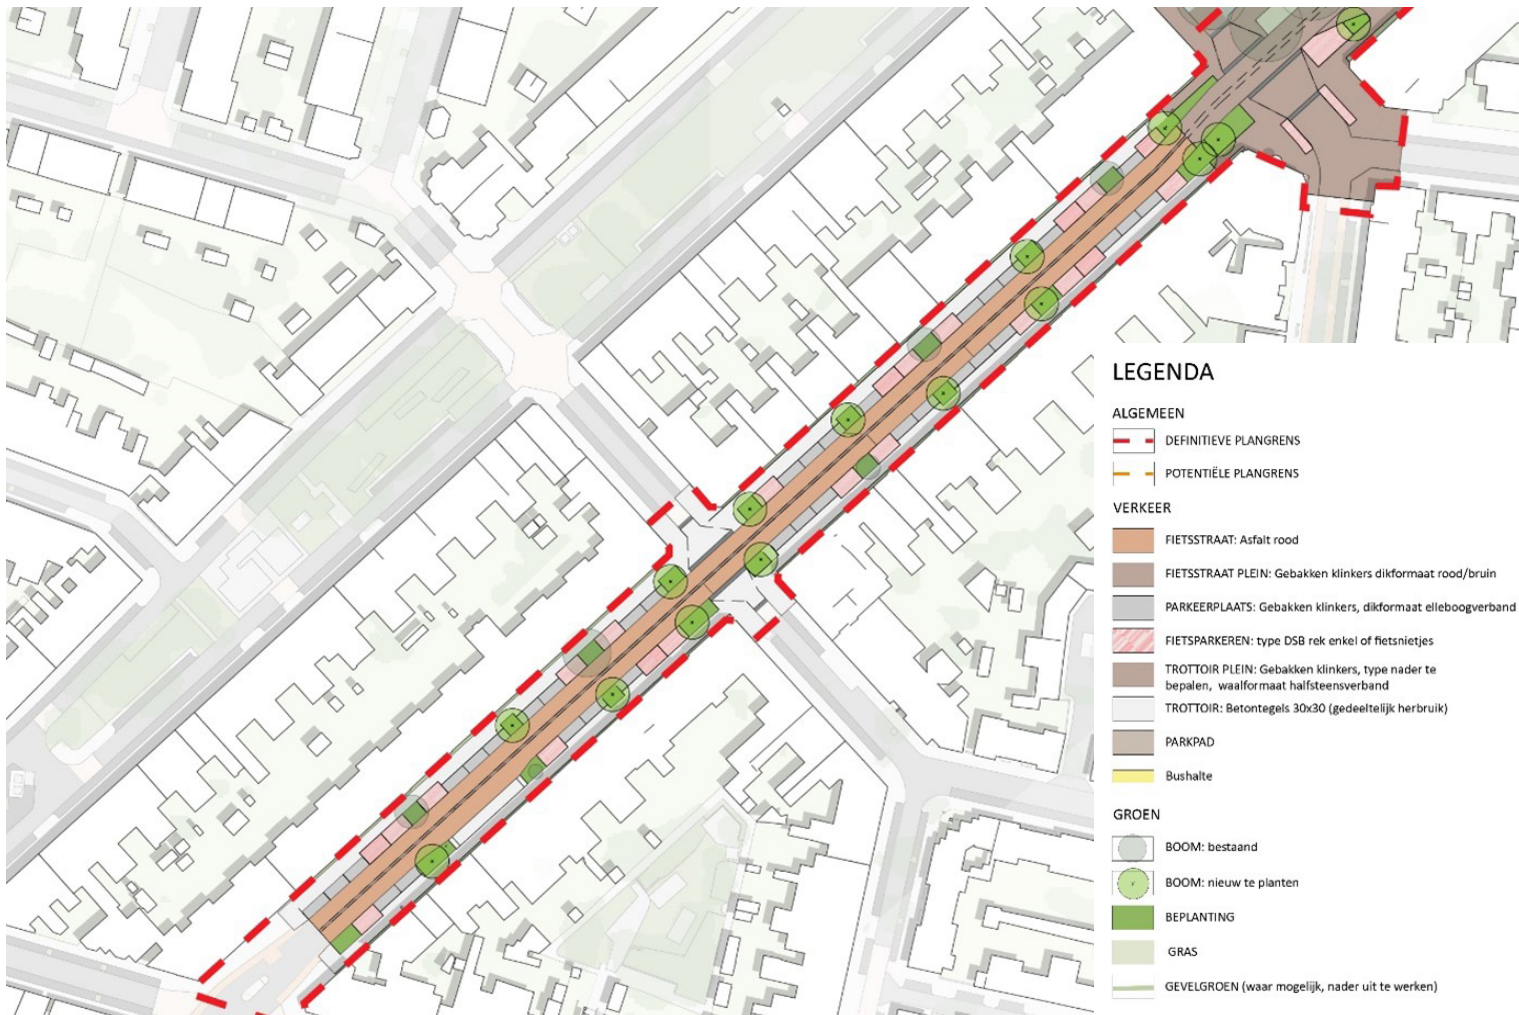 LEGENDA
ALGEMEEN
DEFINITIEVE PLANGRENS
POTENTIËLE PLANGRENS
VERKEER
FIETSSTRAAT: Asfalt rood
FIETSSTRAAT PLEIN: Gebakken klinkers dikformaat rood/bruin
PARKEERPLAATS: Gebakken klinkers, dikformaat elleboogverband
FIETSPARKEREN: type DSB rek enkel of fietsnietjes
TROTTOIR PLEIN: Gebakken klinkers, type nader te
bepalen, waalformaat halfsteensverband
TROTTOIR: Betontegels 30x30 (gedeeltelijk herbruik)
PARKPAD
Bushalte
GROEN
BOOM: bestaand
BOOM: nieuw te planten
BEPLANTING
GRAS
GEVELGROEN (waar mogelijk, nader uit te werken)